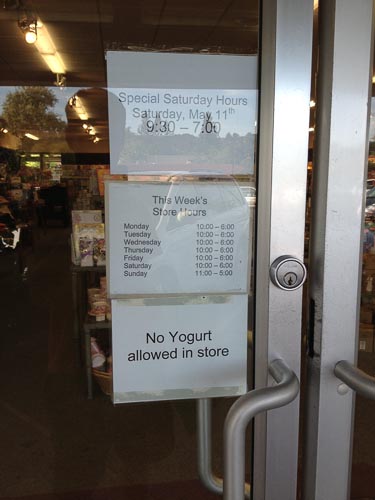 Special Saturday Hours
Saturday, May 11th
9:30 – 7:00
This Week's
Store Hours
Monday 10:00 – 6:00
Tuesday 10:00 – 6:00
Wednesday 10:00 – 6:00
Thursday 10:00 – 6:00
Friday 10:00 – 6:00
Saturday 10:00 – 6:00
Sunday 11:00 – 5:00
No Yogurt
allowed in store